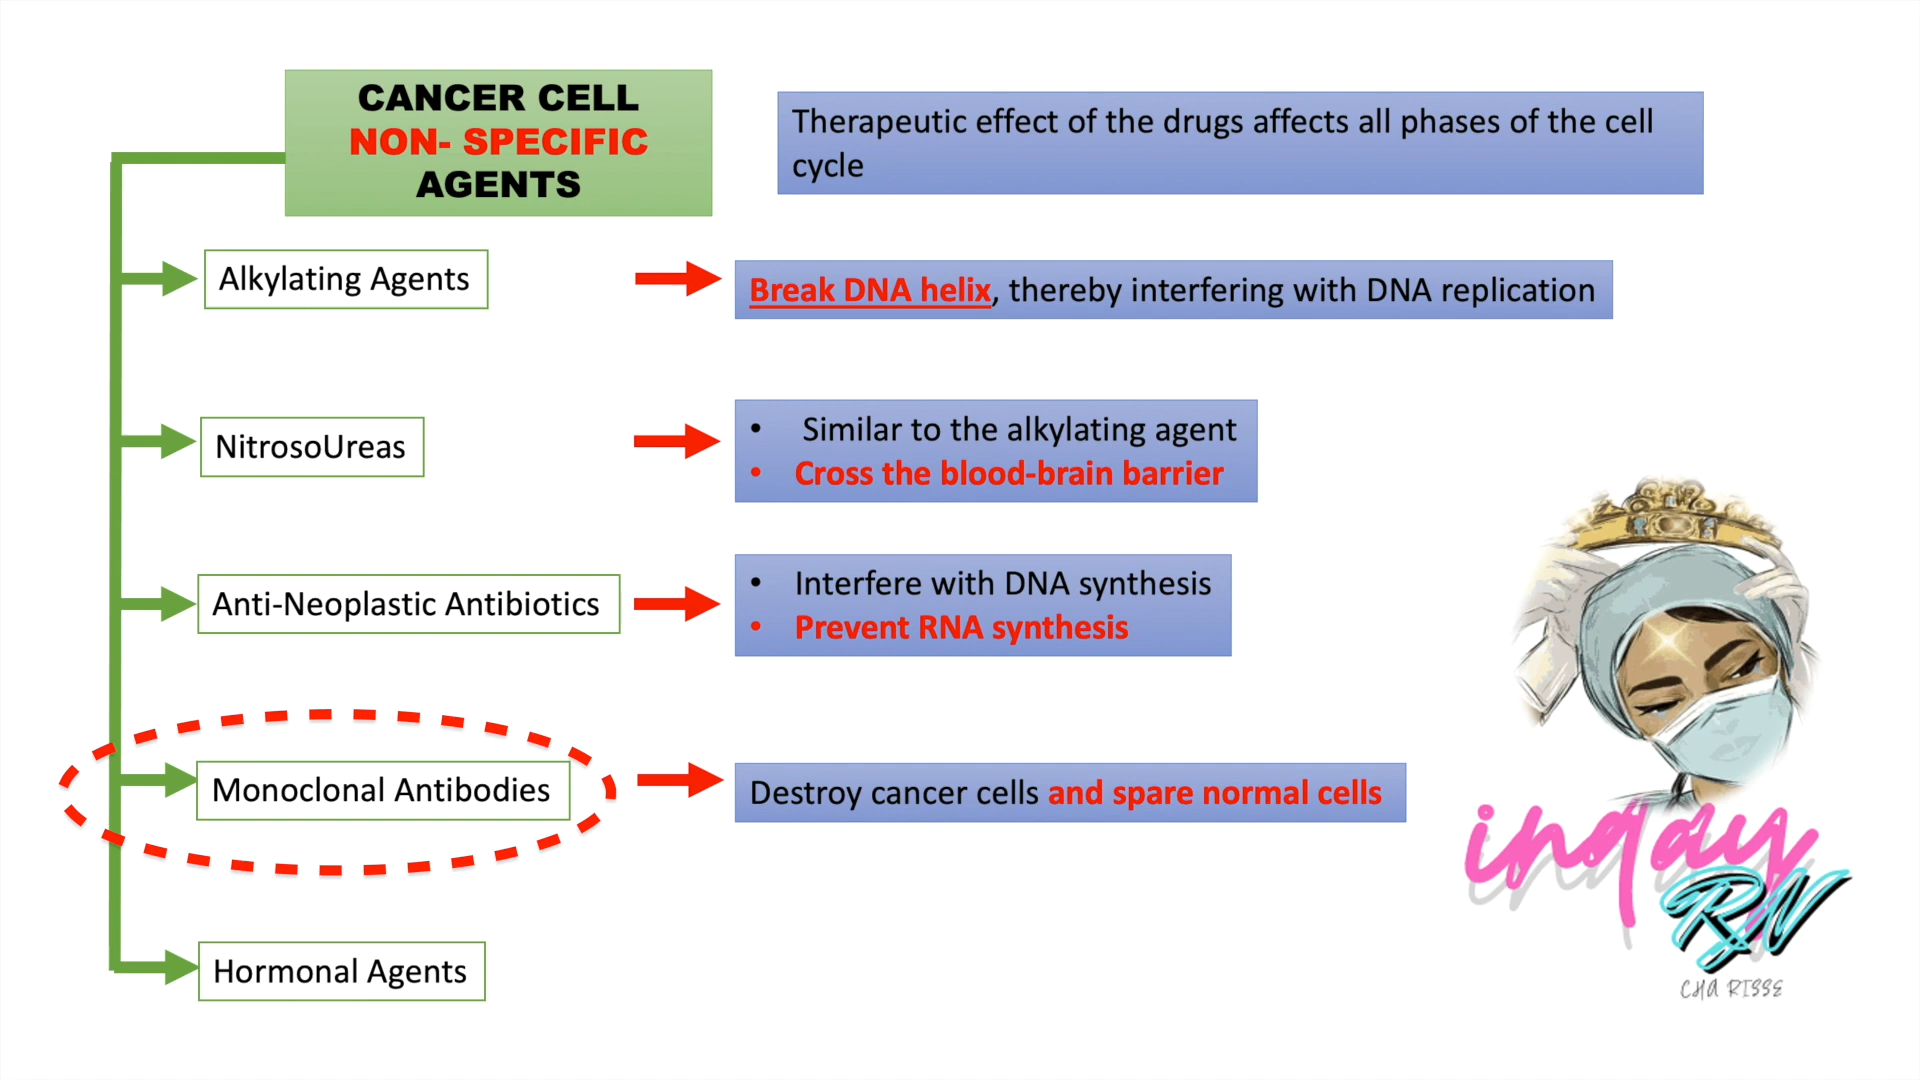 CANCER CELL
NON- SPECIFIC
AGENTS
Therapeutic effect of the drugs affects all phases of the cell
cycle
Alkylating Agents
Break DNA helix, thereby interfering with DNA replication
NitrosoUreas
• Similar to the alkylating agent
• Cross the blood-brain barrier
Anti-Neoplastic Antibiotics
• Interfere with DNA synthesis
• Prevent RNA synthesis
Monoclonal Antibodies
Destroy cancer cells and spare normal cells
Hormonal Agents
inday
RN
CHA RISSE